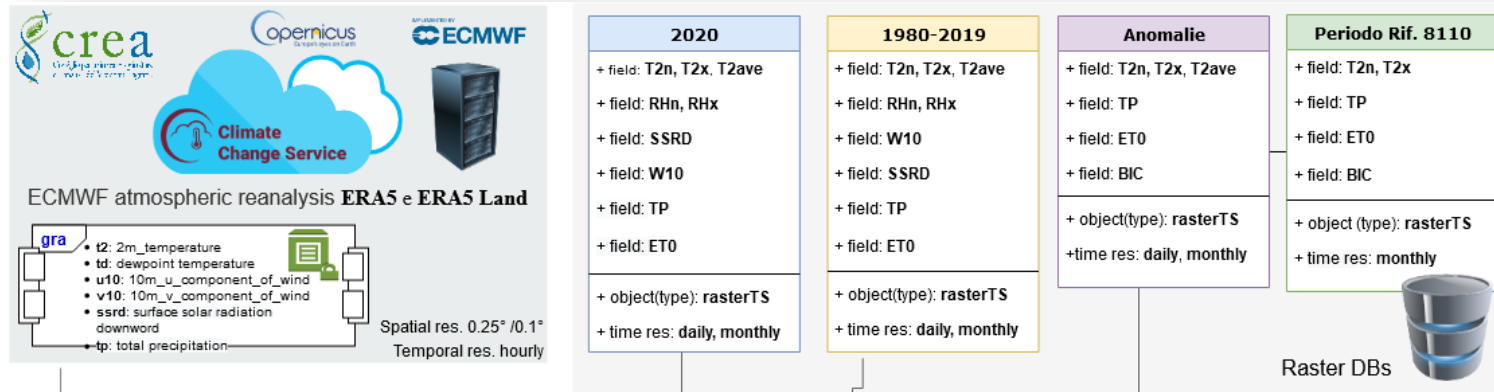 crea
opernicus
Europe's eyes on Earth
IMPLEMENTED BY
ECMWF
Climate
Change Service
ECMWF atmospheric reanalysis ERA5 e ERA5 Land
gra
• t2: 2m_temperature
• td: dewpoint temperature
• u10: 10m_u_component_of_wind
• v10: 10m_v_component_of_wind
• ssrd: surface solar radiation
downword
• tp: total precipitation
Spatial res. 0.25° /0.1°
Temporal res. hourly
2020
+ field: T2n, T2x, T2ave
+ field: RHn, RHx
+ field: SSRD
+ field: W10
+ field: TP
+ field: ET0
+ object(type): rasterTS
+ time res: daily, monthly
1980-2019
+ field: T2n, T2x, T2ave
+ field: RHn, RHx
+ field: W10
+ field: SSRD
+ field: TP
+ field: ET0
+ object(type): rasterTS
+ time res: daily, monthly
Anomalie
+ field: T2n, T2x, T2ave
+ field: TP
+ field: ET0
+ field: BIC
+ object(type): rasterTS
+time res: daily, monthly
Periodo Rif. 8110
+ field: T2n, T2x
+ field: TP
+ field: ET0
+ field: BIC
+ object (type): rasterTS
+ time res: monthly
Raster DBs